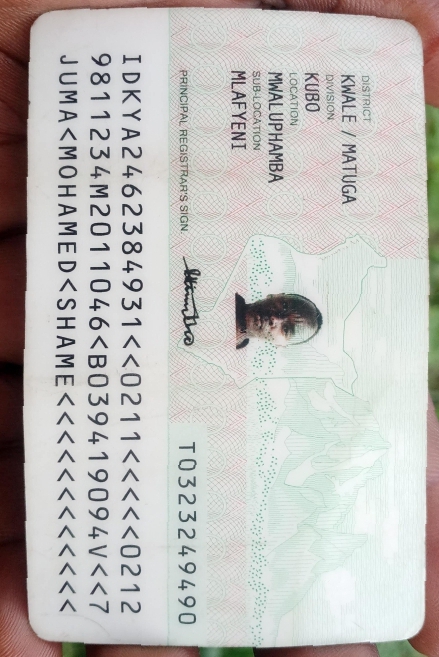 DISTRICT
KWALE / MATUGA
DIVISION
KUBO
LOCATION
MWALUPHAMBA
SUB-LOCATION
MLAFYENI
PRINCIPAL REGISTRAR'S SIGN.
T0323249490
IDKYA2462384931<<0211<<<<<0212
9811234M2011046<B039419094V<<7
JUMA<MOHAMED<SHAME<<<<<<<<<<<<